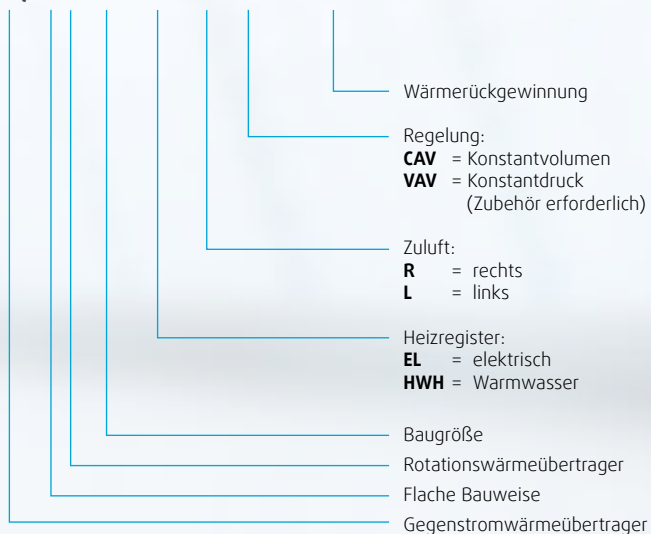 Wärmerückgewinnung
Regelung:
CAV = Konstantvolumen
VAV = Konstantdruck
(Zubehör erforderlich)
Zuluft:
R = rechts
L = links
Heizregister:
EL = elektrisch
HWH = Warmwasser
Baugröße
Rotationswärmeübertrager
Flache Bauweise
Gegenstromwärmeübertrager